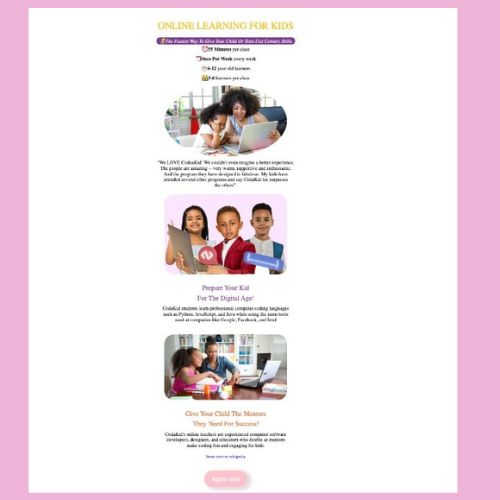 ONLINE LEARNING FOR KIDS
The Fastest Way To Give Your Child Or Teen 21st Century Skills
55 Minutes per class
Once Per Week every week
6-12 year old learners
3-6 learners per class
"We LOVE CodaKid! We couldn't even imagine a better experience.
The people are amazing -- very warm, supportive and enthusiastic.
And the program they have designed is fabulous. My kids have
attended several other programs and say CodaKid far outpaces
the others"
Prepare Your Kid
For The Digital Age!
CodaKid students learn professional computer coding languages
such as Python, JavaScript, and Java while using the same tools
used at companies like Google, Facebook, and Intel
Give Your Child The Mentors
They Need For Success!
CodaKid's online teachers are experienced computer software
developers, designers, and educators who double as mentors
make coding fun and engaging for kids.
learn more on wikipedia
Apply now